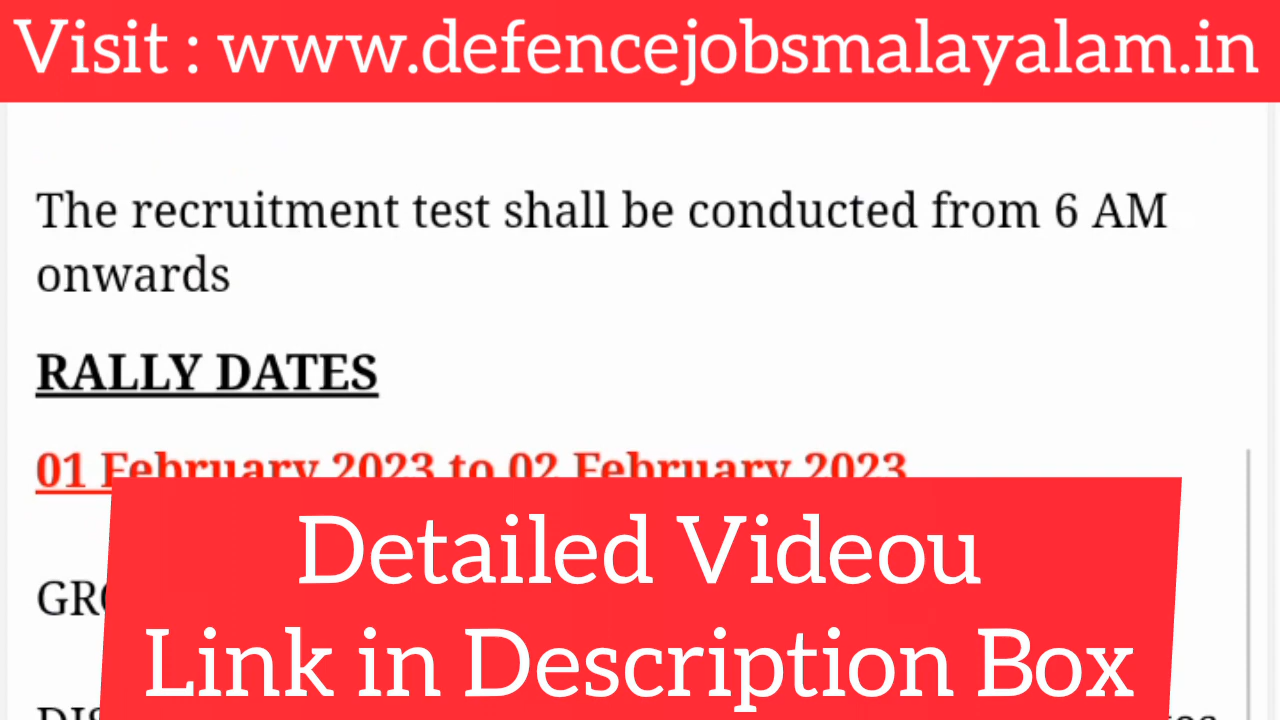 Visit : www.defencejobsmalayalam.in
The recruitment test shall be conducted from 6 AM
onwards
RALLY DATES
01 February 2023 to 02 February 2023
Detailed Videou
Link in Description Box